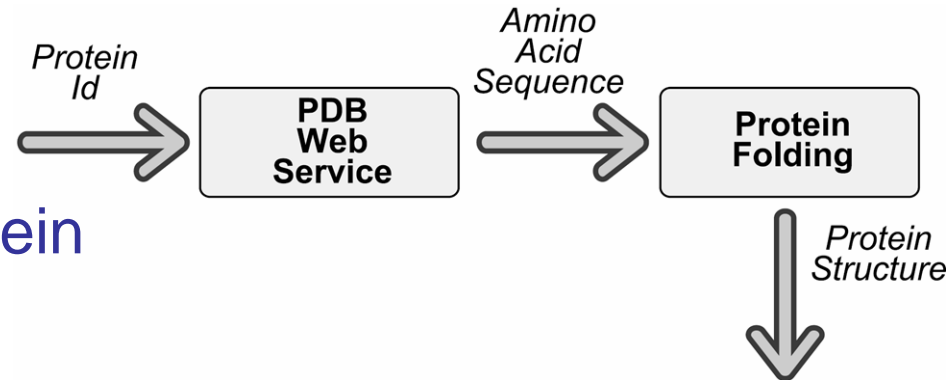 Protein
Id
PDB
Web
Service
Amino
Acid
Sequence
Protein
Folding
ein
Protein
Structure